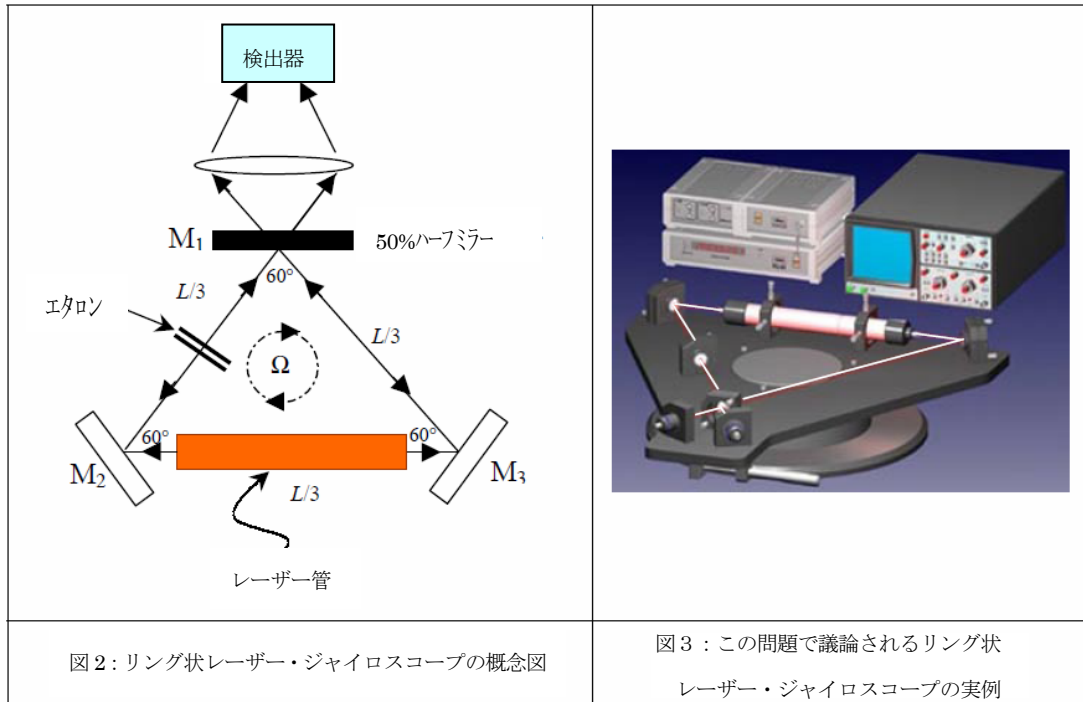 検出器
M₁
50%ハーフミラー
60°
L/3
エタロン
L/3
Ω
60°
60°
M₂
M₃
L/3
レーザー管
図2：リング状レーザー・ジャイロスコープの概念図
図３：この問題で議論されるリング状
レーザー・ジャイロスコープの実例